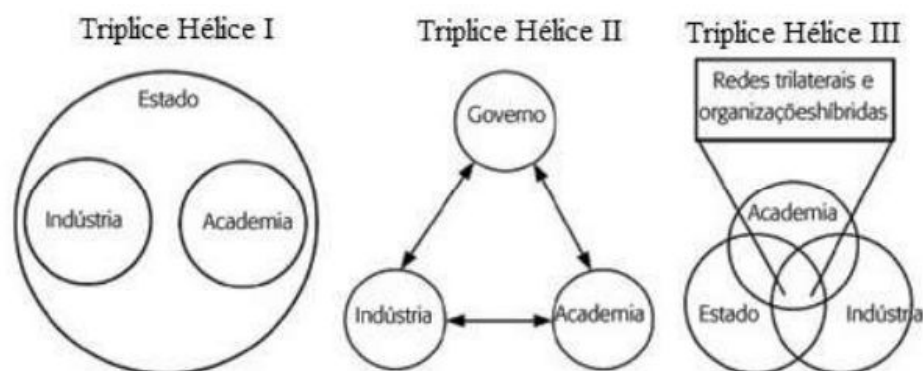 Triplice Hélice I
Estado
Indústria
Academia
Triplice Hélice II
Governo
Indústria
Academia
Triplice Hélice III
Redes trilaterais e
organizaçõeshíbridas
Academia
Estado
Indústria